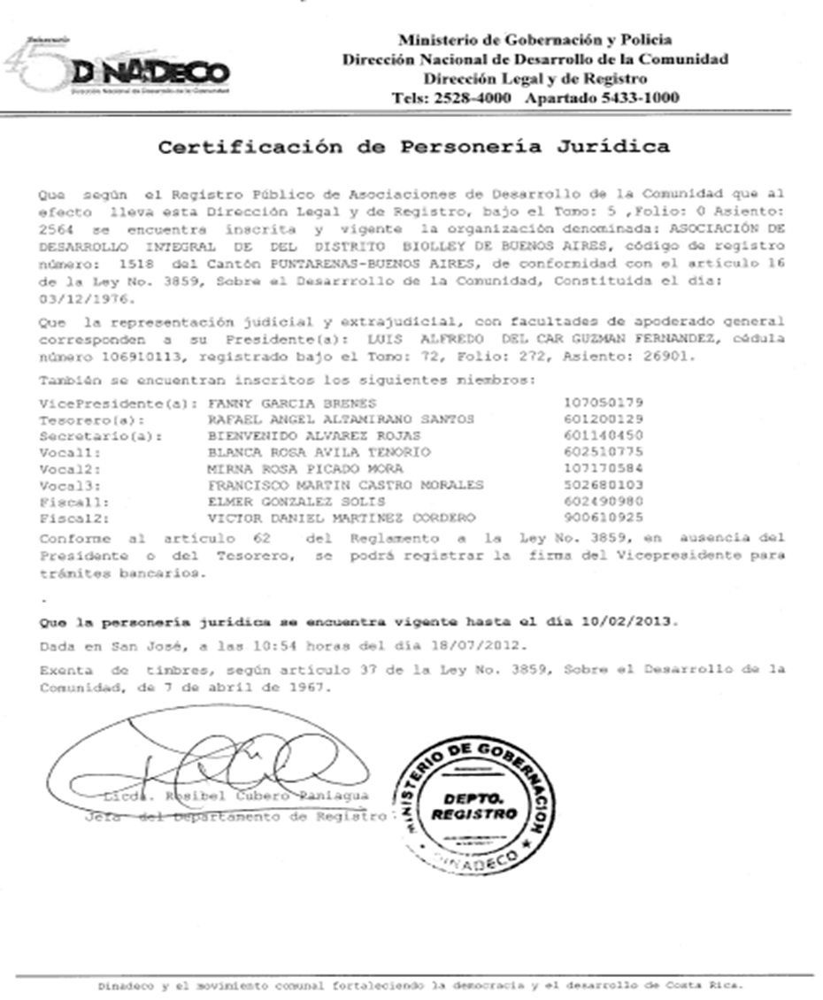 45 Aniversario
DINADECO
Dirección Nacional de Desarrollo de la Comunidad
Ministerio de Gobernación y Policia
Dirección Nacional de Desarrollo de la Comunidad
Dirección Legal y de Registro
Tels: 2528-4000 Apartado 5433-1000
Certificación de Personería Jurídica
Que según el Registro Público de Asociaciones de Desarrollo de la Comunidad que al
efecto lleva esta Dirección Legal y de Registro, bajo el Tomo: 5 ,Folio: 0 Asiento:
2564 se encuentra inscrita y vigente la organización denominada: ASOCIACIÓN DE
DESARROLLO INTEGRAL DE DEL DISTRITO BIOLLEY DE BUENOS AIRES, código de registro
número: 1518 del Cantón PUNTARENAS-BUENOS AIRES, de conformidad con el artículo 16
de la Ley No. 3859, Sobre el Desarrrollo de la Comunidad, Constituida el día:
03/12/1976.
Que la representación judicial y extrajudicial, con facultades de apoderado general
corresponden a su Presidente(a): LUIS ALFREDO DEL CAR GUZMAN FERNANDEZ, cédula
número 106910113, registrado bajo el Tomo: 72, Folio: 272, Asiento: 26901.
También se encuentran inscritos los siguientes miembros:
VicePresidente(a): FANNY GARCIA BRENES 107050179
Tesorero(a): RAFAEL ANGEL ALTAMIRANO SANTOS 601200129
Secretario(a): BIENVENIDO ALVAREZ ROJAS 601140450
Vocal1: BLANCA ROSA AVILA TENORIO 602510775
Vocal2: MIRNA ROSA PICADO MORA 107170584
Vocal3: FRANCISCO MARTIN CASTRO MORALES 502680103
Fiscal1: ELMER GONZALEZ SOLIS 602490980
Fiscal2: VICTOR DANIEL MARTINEZ CORDERO 900610925
Conforme al artículo 62 del Reglamento a la Ley No. 3859, en ausencia del
Presidente o del Tesorero, se podrá registrar la firma del Vicepresidente para
trámites bancarios.
.
Que la personería jurídica se encuentra vigente hasta el día 10/02/2013.
Dada en San José, a las 10:54 horas del día 18/07/2012.
Exenta de timbres, según artículo 37 de la Ley No. 3859, Sobre el Desarrollo de la
Comunidad, de 7 de abril de 1967.
Licda. Rosibel Cubero Paniagua
Jefa del Departamento de Registro
MINISTERIO DE GOBERNACION
DEPTO.
REGISTRO
DINADECO
Dinadeco y el movimiento comunal fortaleciendo la democracia y el desarrollo de Costa Rica.